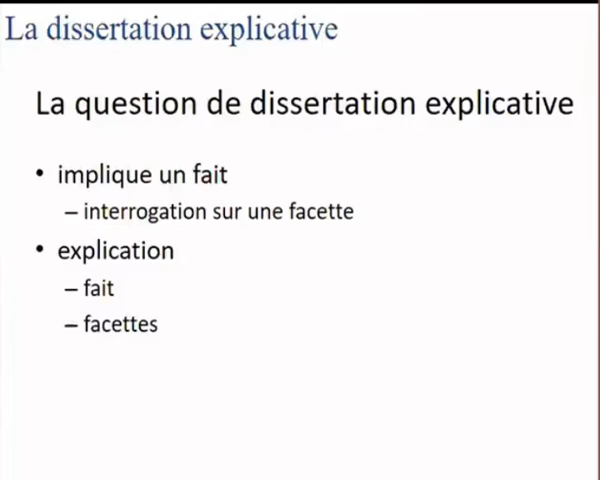 La dissertation explicative
La question de dissertation explicative
• implique un fait
– interrogation sur une facette
• explication
– fait
– facettes